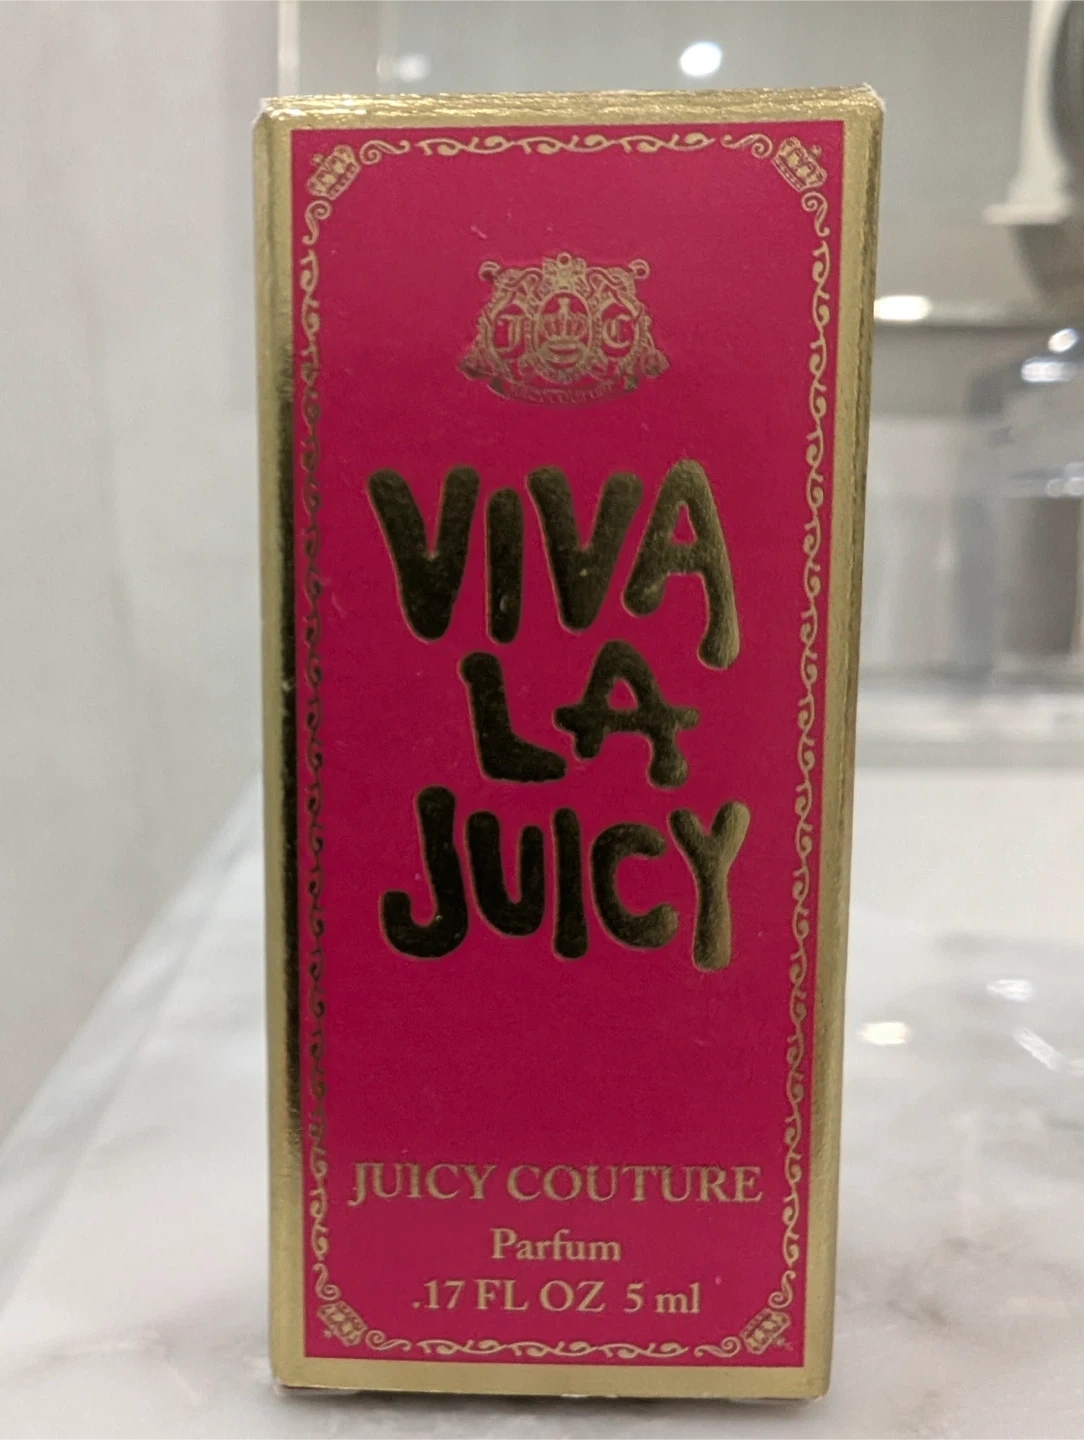 J C
VIVA
LA
JUICY
JUICY COUTURE
Parfum
.17 FL OZ 5 ml